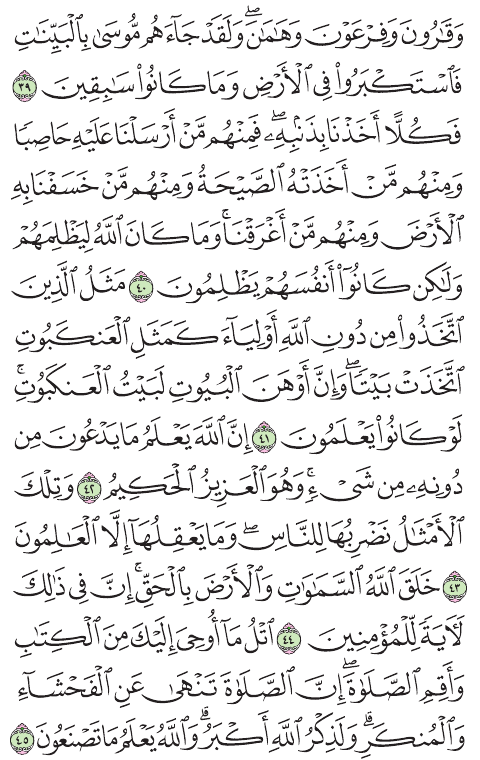 وَقَٰرُونَ وَفِرْعَوْنَ وَهَٰمَٰنَۖ وَلَقَدْ جَآءَهُم مُّوسَىٰ بِٱلْبَيِّنَٰتِ
فَٱسْتَكْبَرُوا۟ فِى ٱلْأَرْضِ وَمَا كَانُوا۟ سَٰبِقِينَ ٣٩
فَكُلًّا أَخَذْنَا بِذَنۢبِهِۦۖ فَمِنْهُم مَّنْ أَرْسَلْنَا عَلَيْهِ حَاصِبًا
وَمِنْهُم مَّنْ أَخَذَتْهُ ٱلصَّيْحَةُ وَمِنْهُم مَّنْ خَسَفْنَا بِهِ
ٱلْأَرْضَ وَمِنْهُم مَّنْ أَغْرَقْنَاۚ وَمَا كَانَ ٱللَّهُ لِيَظْلِمَهُمْ
وَلَٰكِن كَانُوٓا۟ أَنفُسَهُمْ يَظْلِمُونَ ٤٠ مَثَلُ ٱلَّذِينَ
ٱتَّخَذُوا۟ مِن دُونِ ٱللَّهِ أَوْلِيَآءَ كَمَثَلِ ٱلْعَنكَبُوتِ
ٱتَّخَذَتْ بَيْتًاۖ وَإِنَّ أَوْهَنَ ٱلْبُيُوتِ لَبَيْتُ ٱلْعَنكَبُوتِۚ
لَوْ كَانُوا۟ يَعْلَمُونَ ٤١ إِنَّ ٱللَّهَ يَعْلَمُ مَا يَدْعُونَ مِن
دُونِهِۦ مِن شَىْءٍۚ وَهُوَ ٱلْعَزِيزُ ٱلْحَكِيمُ ٤٢ وَتِلْكَ
ٱلْأَمْثَٰلُ نَضْرِبُهَا لِلنَّاسِۖ وَمَا يَعْقِلُهَآ إِلَّا ٱلْعَٰلِمُونَ
٤٣ خَلَقَ ٱللَّهُ ٱلسَّمَٰوَٰتِ وَٱلْأَرْضَ بِٱلْحَقِّۚ إِنَّ فِى ذَٰلِكَ
لَءَايَةً لِّلْمُؤْمِنِينَ ٤٤ ٱتْلُ مَآ أُوحِىَ إِلَيْكَ مِنَ ٱلْكِتَٰبِ
وَأَقِمِ ٱلصَّلَوٰةَۖ إِنَّ ٱلصَّلَوٰةَ تَنْهَىٰ عَنِ ٱلْفَحْشَآءِ
وَٱلْمُنكَرِۗ وَلَذِكْرُ ٱللَّهِ أَكْبَرُۗ وَٱللَّهُ يَعْلَمُ مَا تَصْنَعُونَ ٤٥